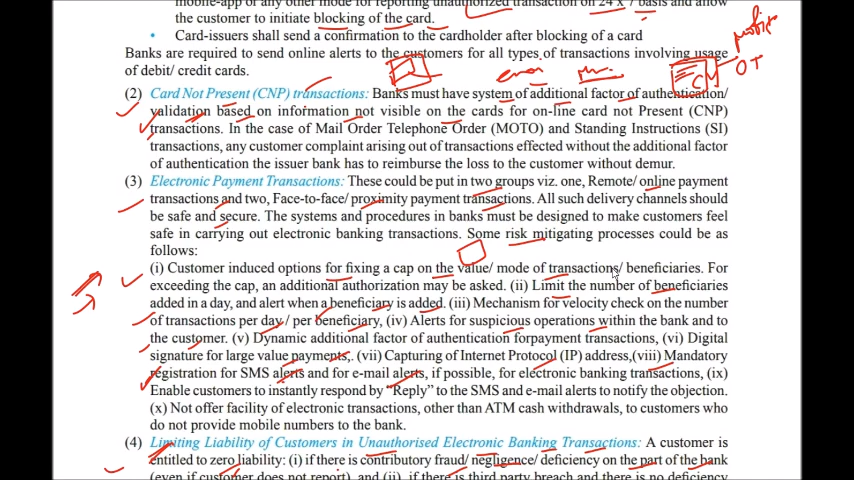 mobile-app or any other mode for reporting unauthorized transaction on 24 x 7 basis and allow
the customer to initiate blocking of the card.
• Card-issuers shall send a confirmation to the cardholder after blocking of a card
Banks are required to send online alerts to the customers for all types of transactions involving usage
of debit/ credit cards.
(2) Card Not Present (CNP) transactions: Banks must have system of additional factor of authentication/
validation based on information not visible on the cards for on-line card not Present (CNP)
transactions. In the case of Mail Order Telephone Order (MOTO) and Standing Instructions (SI)
transactions, any customer complaint arising out of transactions effected without the additional factor
of authentication the issuer bank has to reimburse the loss to the customer without demur.
(3) Electronic Payment Transactions: These could be put in two groups viz. one, Remote/ online payment
transactions and two, Face-to-face/ proximity payment transactions. All such delivery channels should
be safe and secure. The systems and procedures in banks must be designed to make customers feel
safe in carrying out electronic banking transactions. Some risk mitigating processes could be as
follows:
(i) Customer induced options for fixing a cap on the value/ mode of transactions/ beneficiaries. For
exceeding the cap, an additional authorization may be asked. (ii) Limit the number of beneficiaries
added in a day, and alert when a beneficiary is added. (iii) Mechanism for velocity check on the number
of transactions per day / per beneficiary, (iv) Alerts for suspicious operations within the bank and to
the customer. (v) Dynamic additional factor of authentication forpayment transactions, (vi) Digital
signature for large value payments,. (vii) Capturing of Internet Protocol (IP) address,(viii) Mandatory
registration for SMS alerts and for e-mail alerts, if possible, for electronic banking transactions, (ix)
Enable customers to instantly respond by “Reply” to the SMS and e-mail alerts to notify the objection.
(x) Not offer facility of electronic transactions, other than ATM cash withdrawals, to customers who
do not provide mobile numbers to the bank.
(4) Limiting Liability of Customers in Unauthorised Electronic Banking Transactions: A customer is
entitled to zero liability: (i) if there is contributory fraud/ negligence/ deficiency on the part of the bank
(even if customer does not report), and (ii), if there is third party breach and there is no deficiency